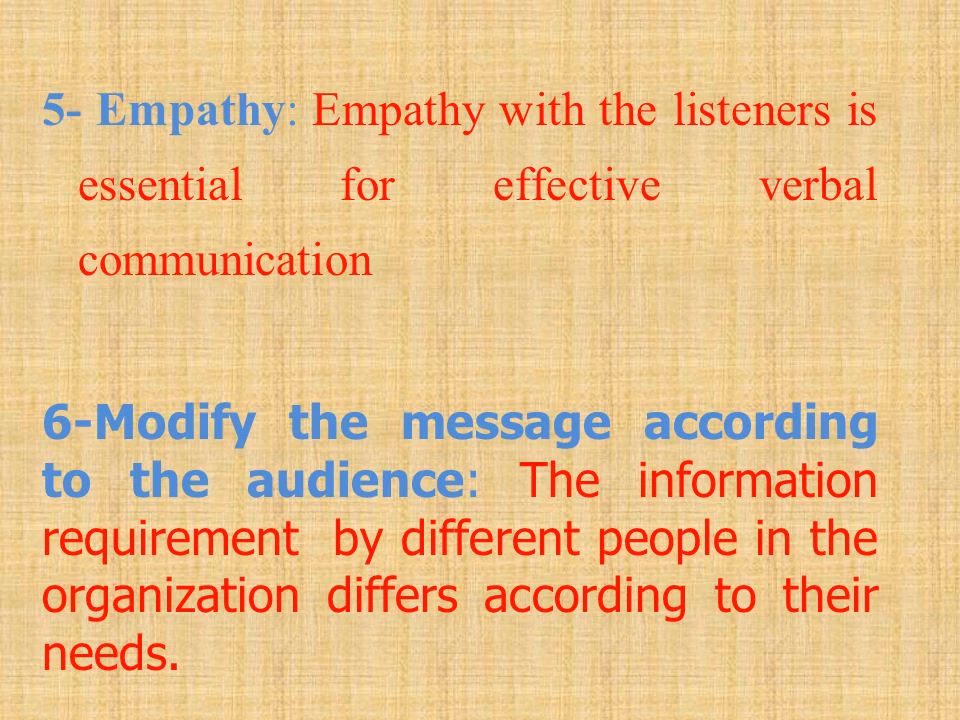 5- Empathy: Empathy with the listeners is
essential for effective verbal
communication
6-Modify the message according
to the audience: The information
requirement by different people in the
organization differs according to their
needs.